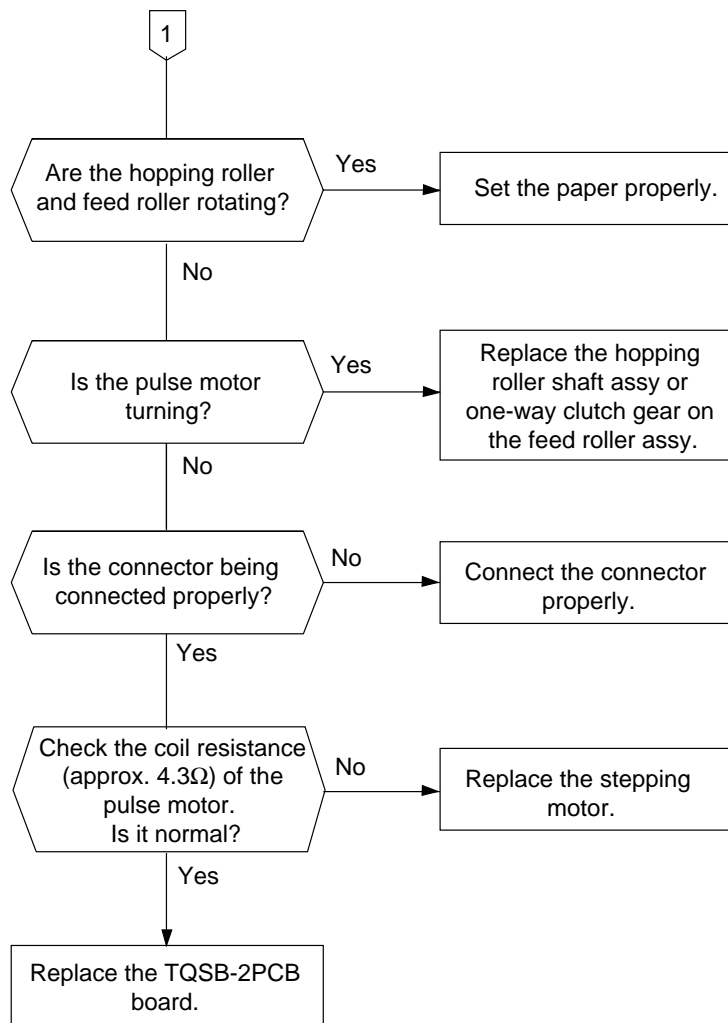 1
Are the hopping roller
and feed roller rotating?
Yes
Set the paper properly.
No
Is the pulse motor
turning?
Yes
Replace the hopping
roller shaft assy or
one-way clutch gear on
the feed roller assy.
No
Is the connector being
connected properly?
No
Connect the connector
properly.
Yes
Check the coil resistance
(approx. 4.3Ω) of the
pulse motor.
Is it normal?
No
Replace the stepping
motor.
Yes
Replace the TQSB-2PCB
board.